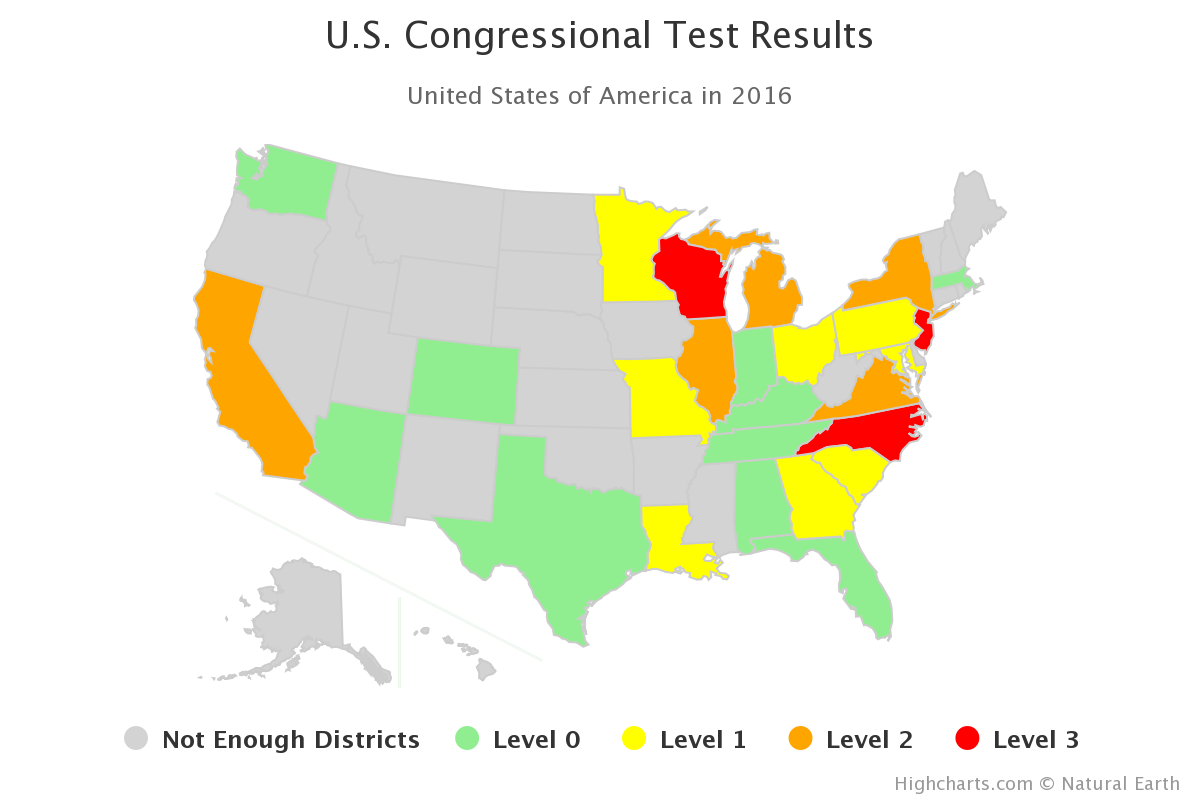 U.S. Congressional Test Results
United States of America in 2016
Not Enough Districts Level 0 Level 1 Level 2 Level 3
Highcharts.com © Natural Earth